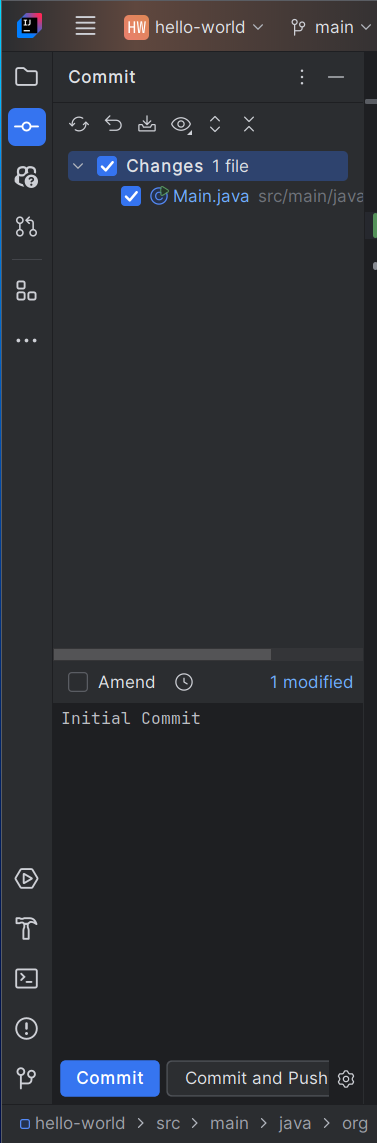 IJ
HW hello-world main
Commit
Changes 1 file
Main.java src/main/java
Amend 1 modified
Initial Commit
Commit Commit and Push
hello-world > src > main > java > org